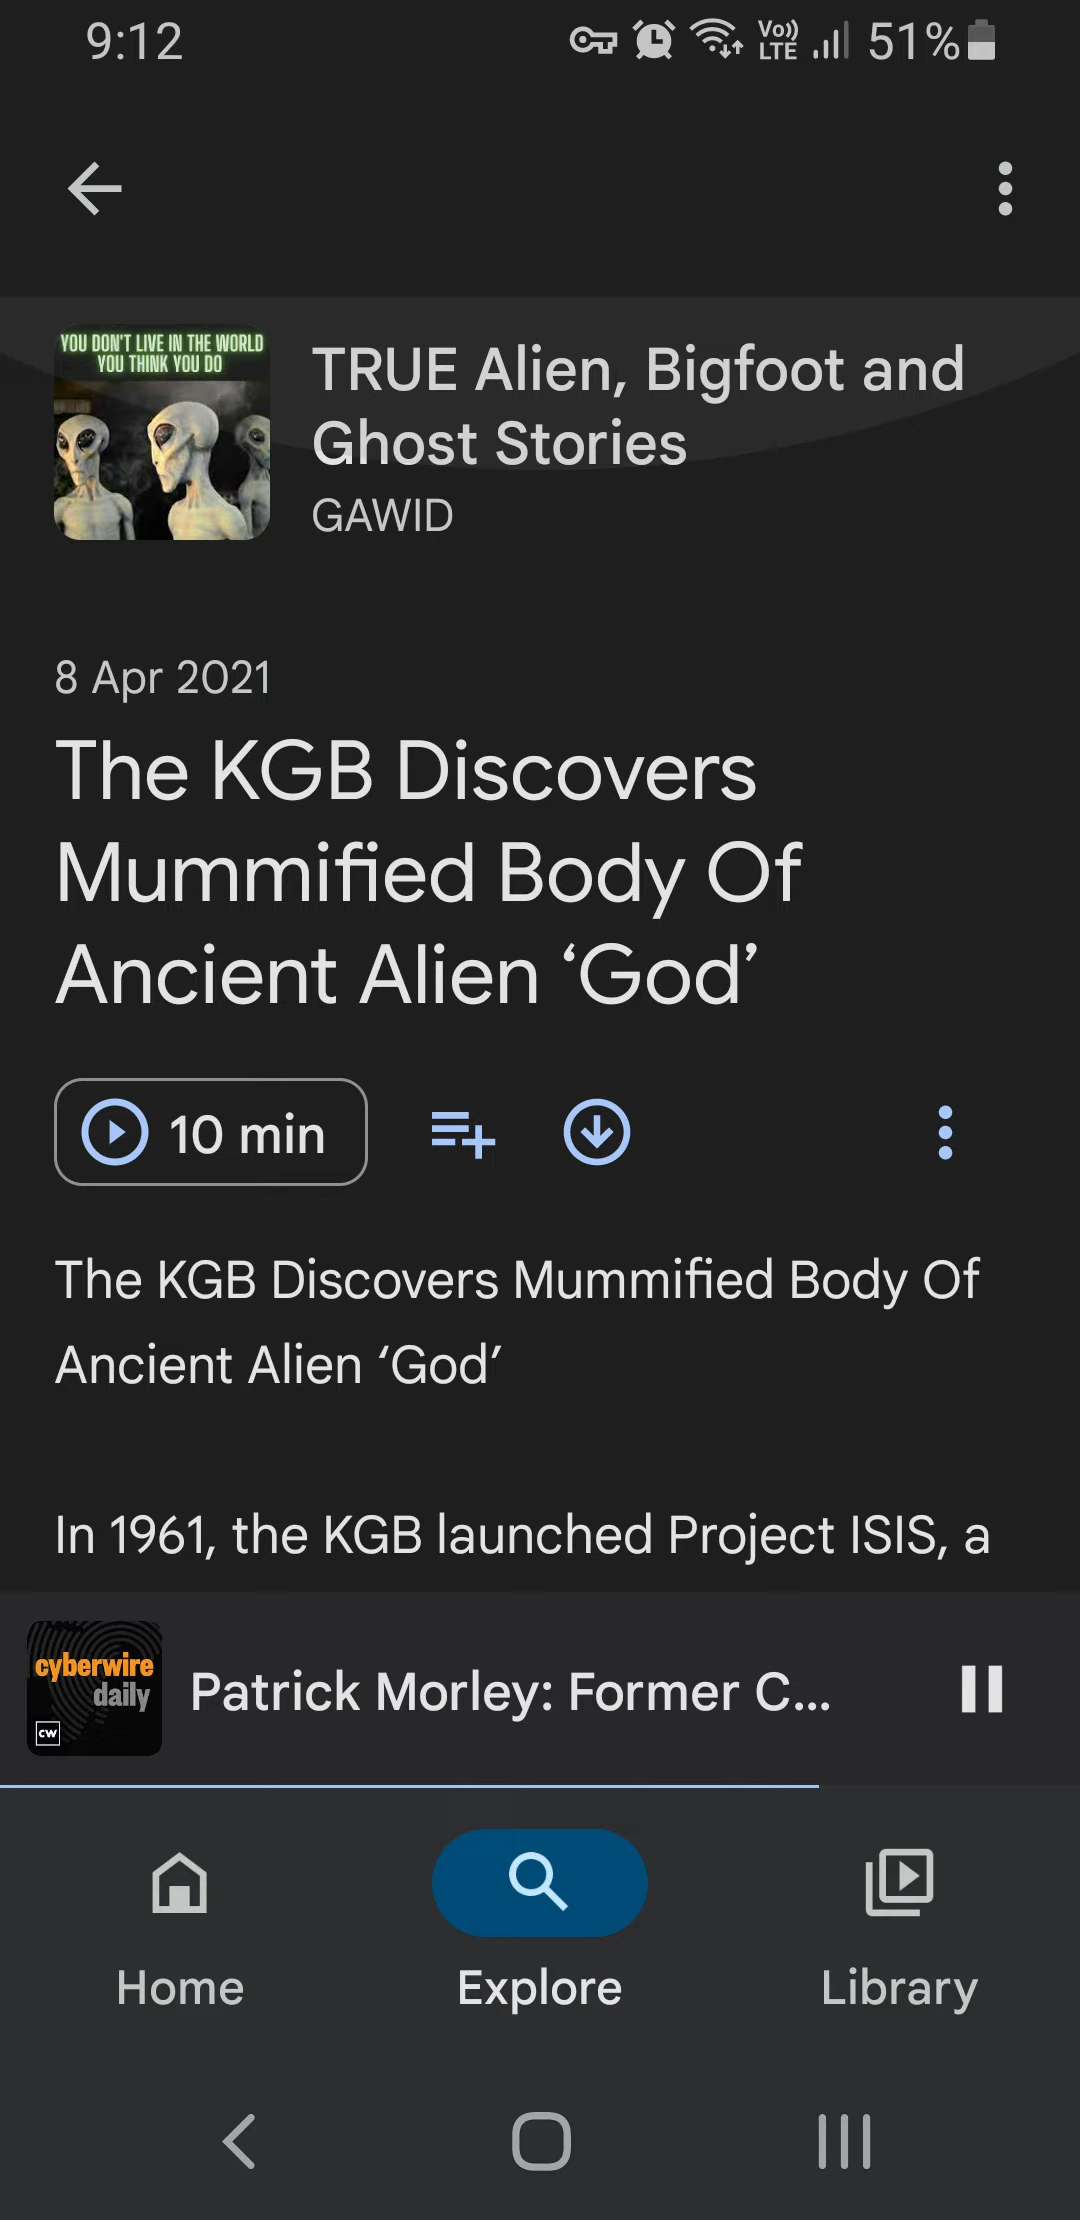 9:12
Vo))
LTE
51%
YOU DON'T LIVE IN THE WORLD
YOU THINK YOU DO
TRUE Alien, Bigfoot and
Ghost Stories
GAWID
8 Apr 2021
The KGB Discovers
Mummified Body Of
Ancient Alien ‘God’
10 min
The KGB Discovers Mummified Body Of
Ancient Alien ‘God’
In 1961, the KGB launched Project ISIS, a
cyberwire
daily
CW
Patrick Morley: Former C...
Home
Explore
Library